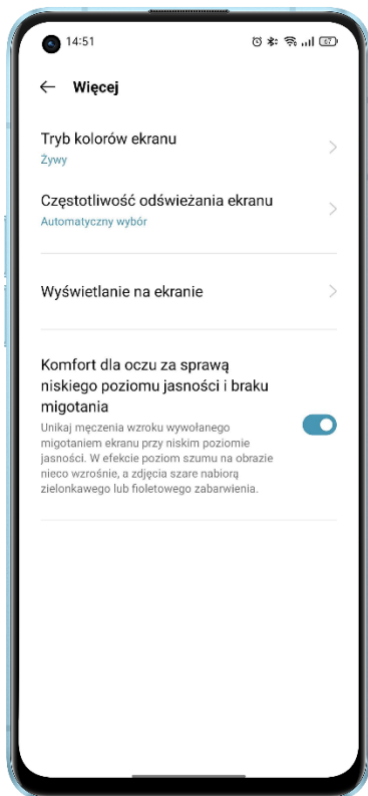 14:51 67
Więcej
Tryb kolorów ekranu
Żywy
Częstotliwość odświeżania ekranu
Automatyczny wybór
Wyświetlanie na ekranie
Komfort dla oczu za sprawą
niskiego poziomu jasności i braku
migotania
Unikaj męczenia wzroku wywołanego
migotaniem ekranu przy niskim poziomie
jasności. W efekcie poziom szumu na obrazie
nieco wzrośnie, a zdjęcia szare nabiorą
zielonkawego lub fioletowego zabarwienia.